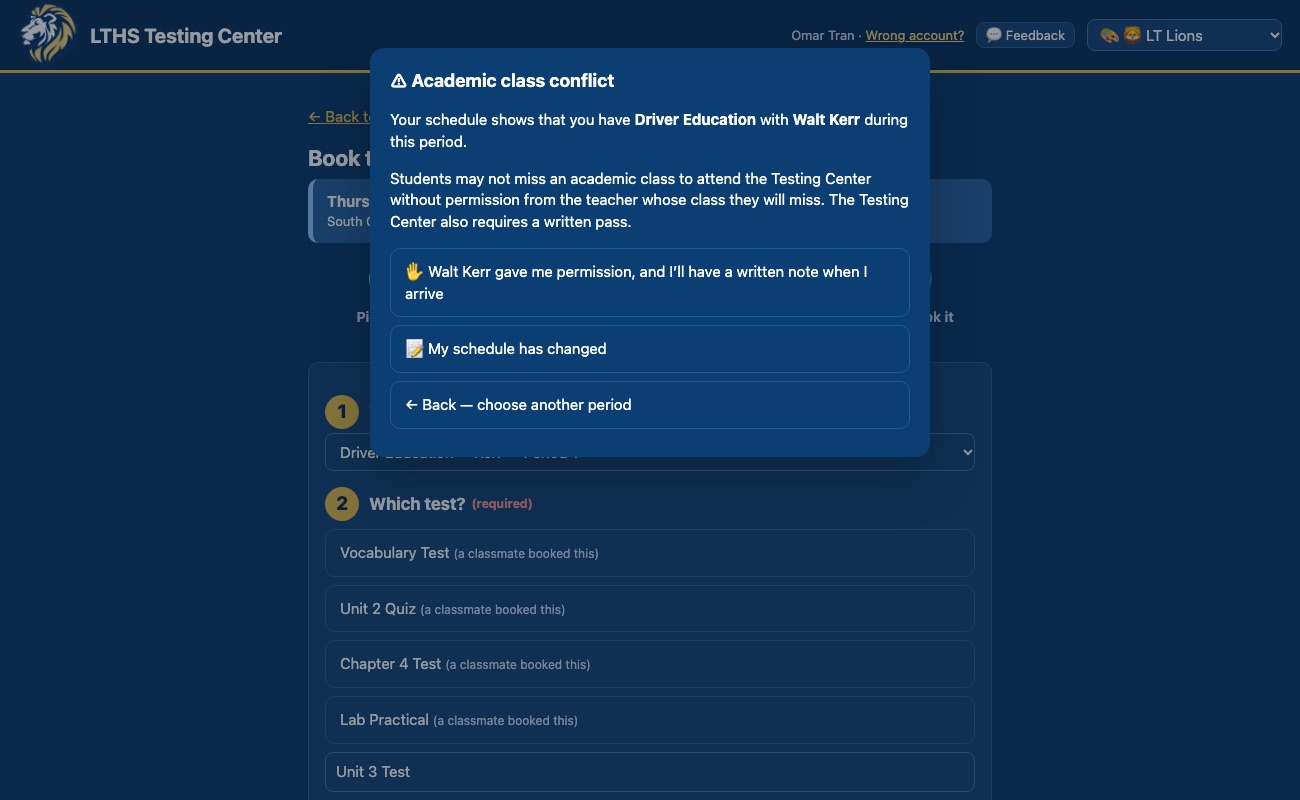 LTHS Testing Center
Omar Tran · Wrong account?
💬 Feedback
🎨 🦁 LT Lions
⚠ Academic class conflict
Your schedule shows that you have Driver Education with Walt Kerr during
this period.
Students may not miss an academic class to attend the Testing Center
without permission from the teacher whose class they will miss. The Testing
Center also requires a written pass.
🖐 Walt Kerr gave me permission, and I'll have a written note when I
arrive
📝 My schedule has changed
← Back — choose another period
← Back
Book
Thurs
South
ok it
1
2 Which test? (required)
Vocabulary Test (a classmate booked this)
Unit 2 Quiz (a classmate booked this)
Chapter 4 Test (a classmate booked this)
Lab Practical (a classmate booked this)
Unit 3 Test